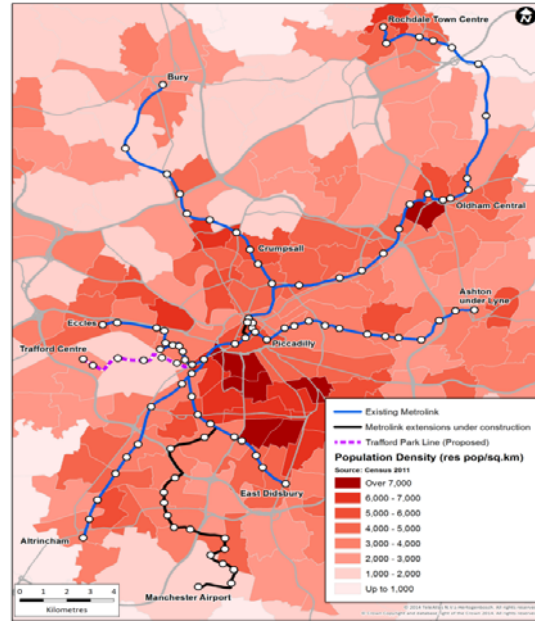 Rochdale Town Centre
N
Bury
Oldham Central
Crumpsall
Ashton
under Lyne
Eccles
Trafford Centre
Piccadilly
East Didsbury
Altrincham
Manchester Airport
Existing Metrolink
Metrolink extensions under construction
Trafford Park Line (Proposed)
Population Density (res pop/sq.km)
Source: Census 2011
Over 7,000
6,000 - 7,000
5,000 - 6,000
4,000 - 5,000
3,000 - 4,000
2,000 - 3,000
1,000 - 2,000
Up to 1,000
0 1 2 4
Kilometres